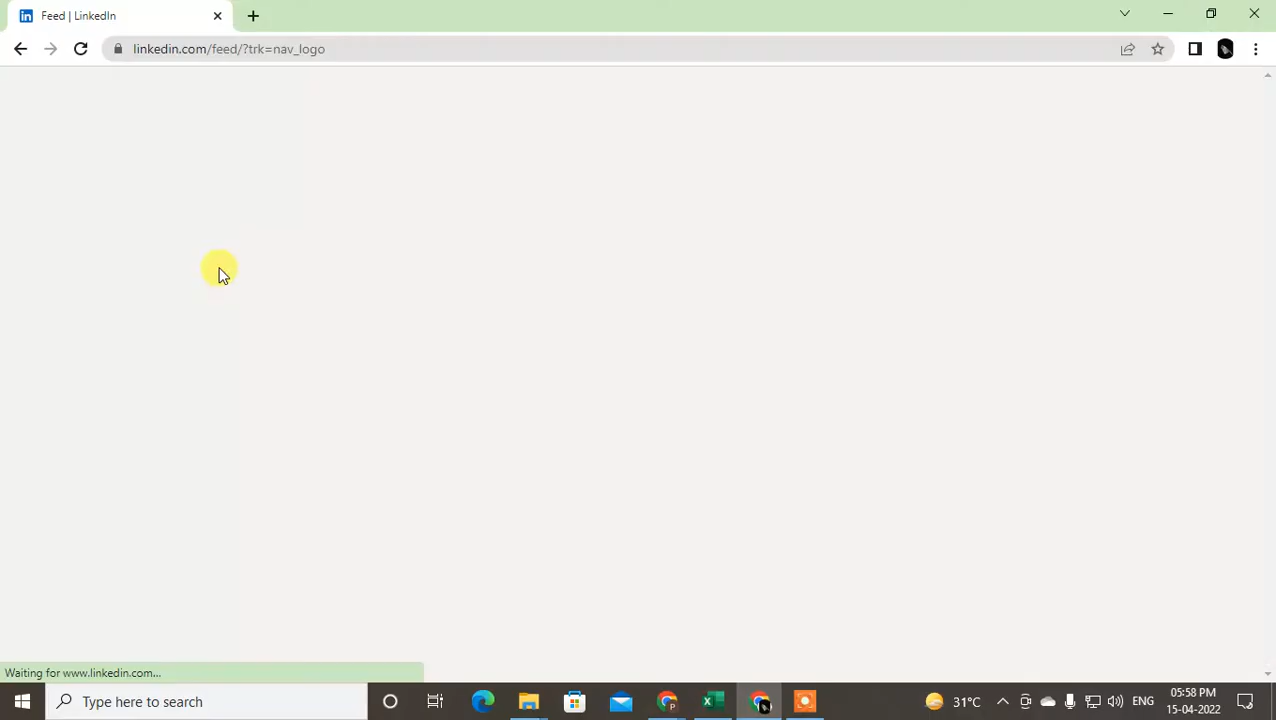 in Feed | LinkedIn
linkedin.com/feed/?trk=nav_logo
Waiting for www.linkedin.com...
Type here to search
31°C
ENG
05:58 PM
15-04-2022